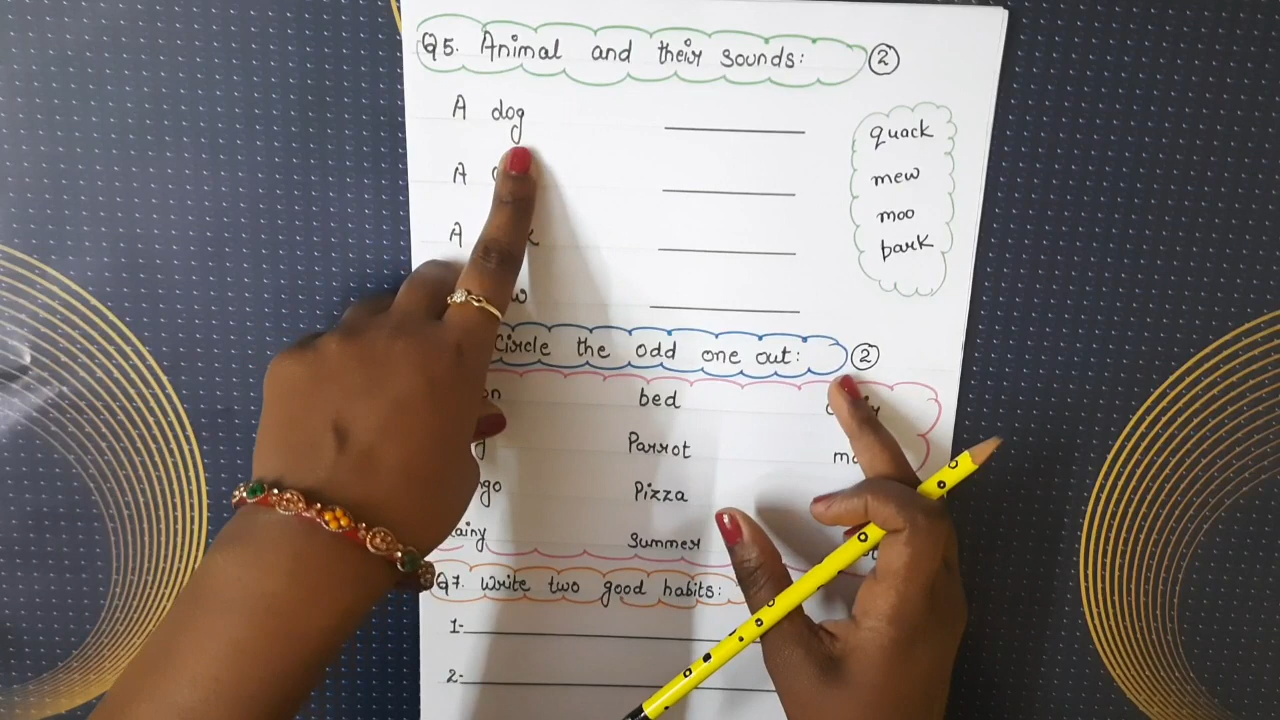 Q5. Animal and their sounds: 2
A dog
quack
A
mew
moo
A
bark
Circle the odd one out: 2
bed
Parrot
Pizza
Rainy Summer
Q7. Write two good habits:
1-
2-